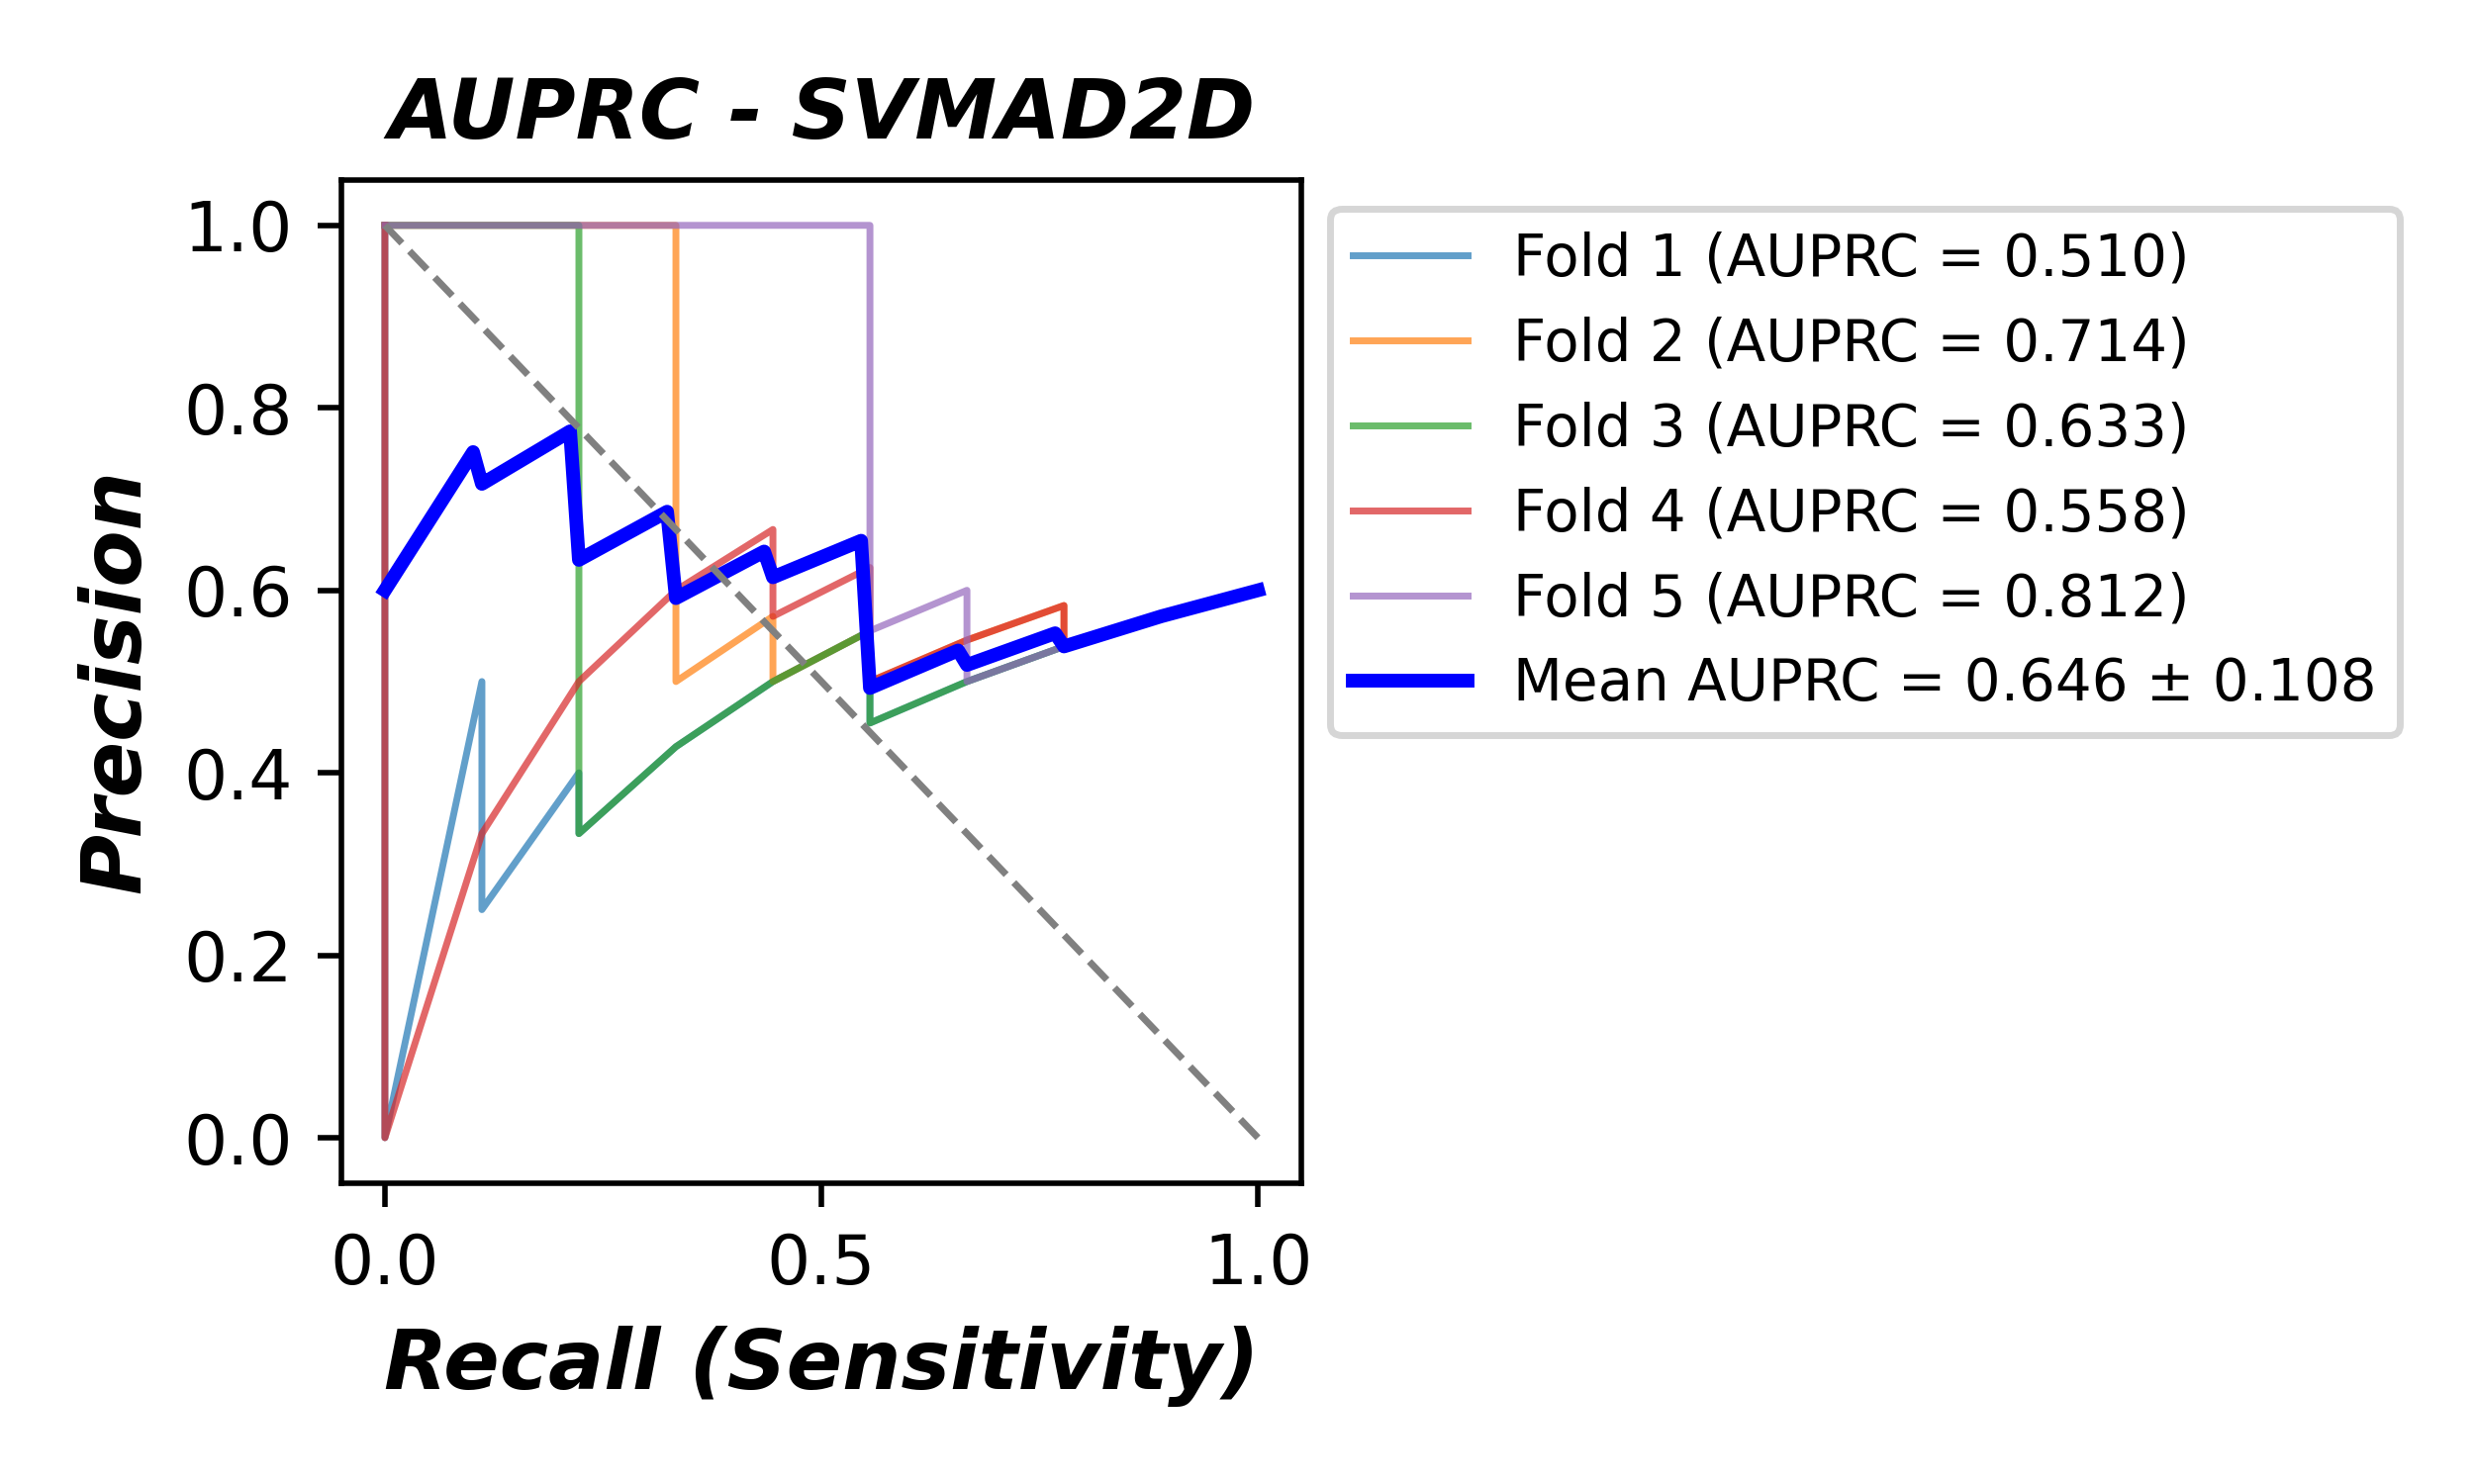 AUPRC - SVMAD2D
Precision
1.0
0.8
0.6
0.4
0.2
0.0
0.0 0.5 1.0
Recall (Sensitivity)
Fold 1 (AUPRC = 0.510)
Fold 2 (AUPRC = 0.714)
Fold 3 (AUPRC = 0.633)
Fold 4 (AUPRC = 0.558)
Fold 5 (AUPRC = 0.812)
Mean AUPRC = 0.646 ± 0.108